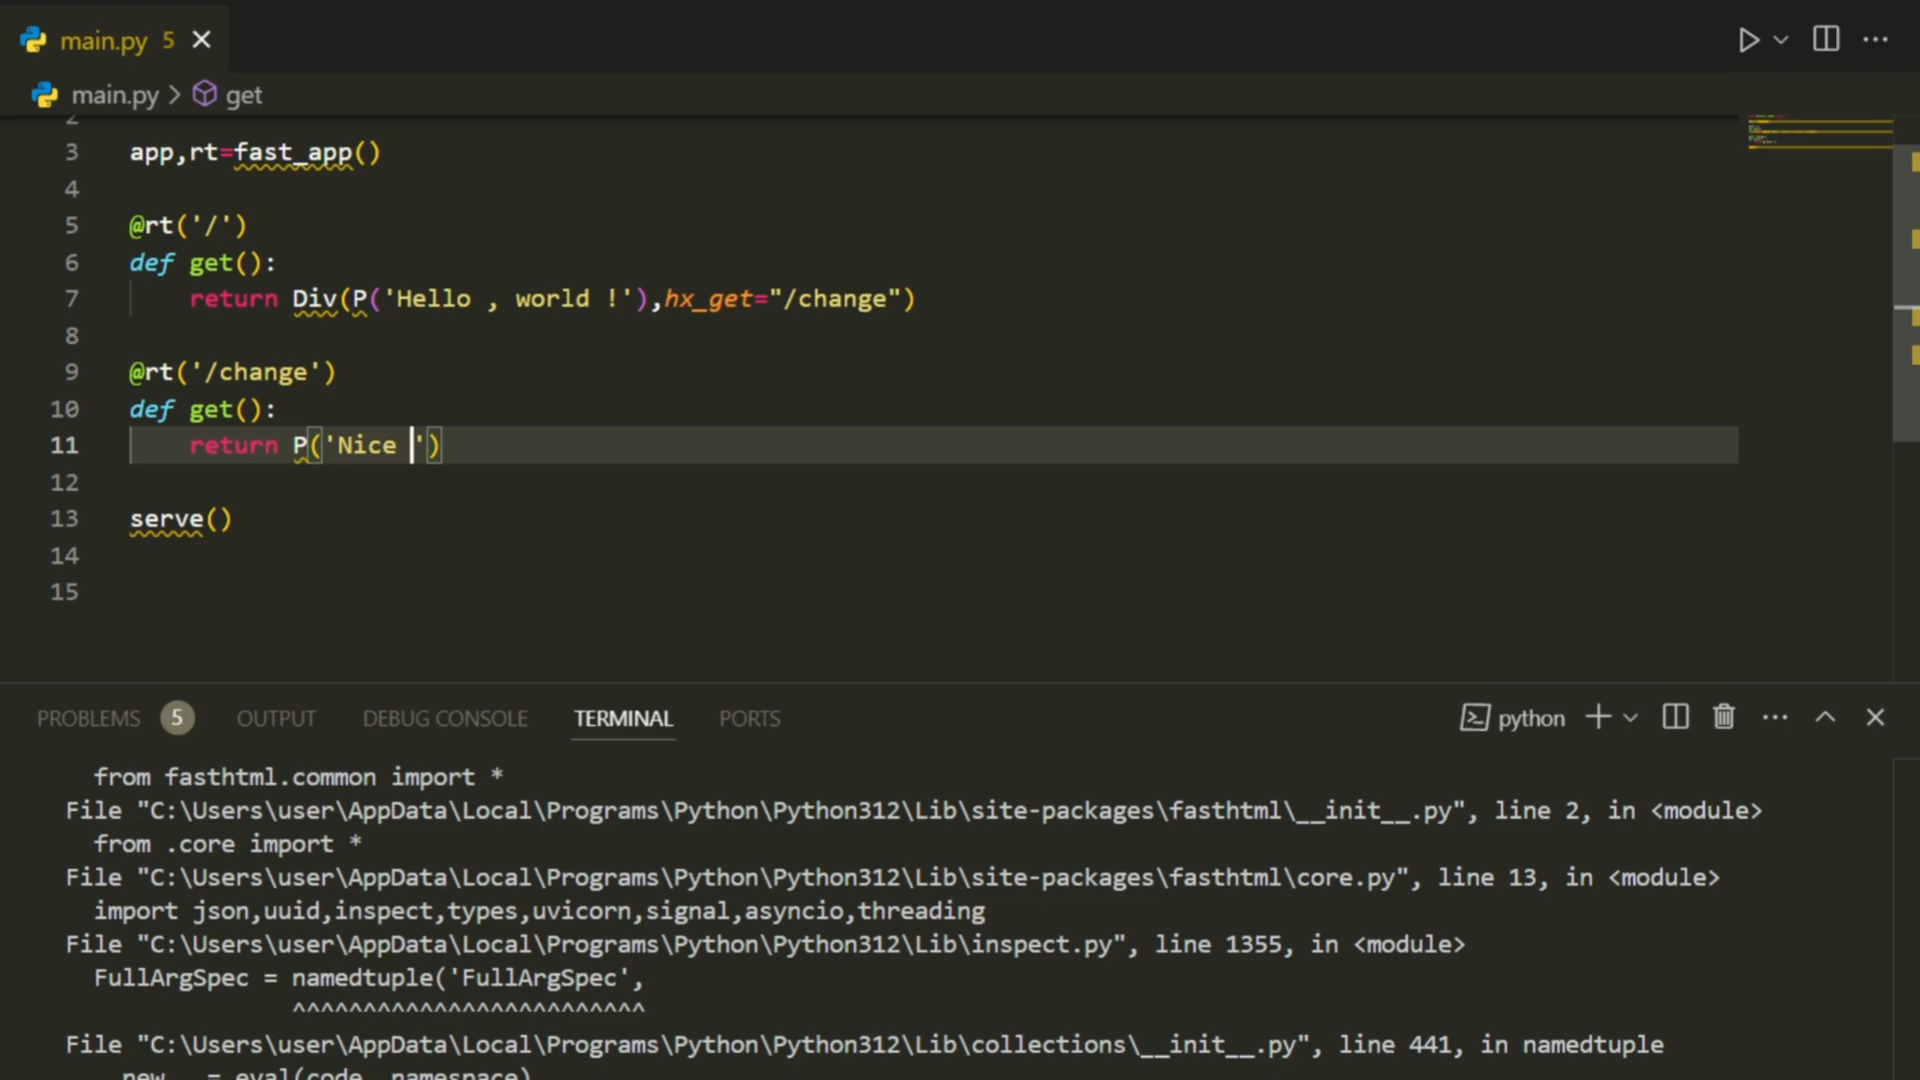 main.py 5
main.py > get
2
3 app,rt=fast_app()
4
5 @rt('/')
6 def get():
7 return Div(P('Hello , world !'),hx_get="/change")
8
9 @rt('/change')
10 def get():
11 return P('Nice ')
12
13 serve()
14
15
PROBLEMS 5 OUTPUT DEBUG CONSOLE TERMINAL PORTS python
from fasthtml.common import *
File "C:\Users\user\AppData\Local\Programs\Python\Python312\Lib\site-packages\fasthtml\__init__.py", line 2, in <module>
from .core import *
File "C:\Users\user\AppData\Local\Programs\Python\Python312\Lib\site-packages\fasthtml\core.py", line 13, in <module>
import json,uuid,inspect,types,uvicorn,signal,asyncio,threading
File "C:\Users\user\AppData\Local\Programs\Python\Python312\Lib\inspect.py", line 1355, in <module>
FullArgSpec = namedtuple('FullArgSpec',
^^^^^^^^^^^^^^^^^^^^^^^^^
File "C:\Users\user\AppData\Local\Programs\Python\Python312\Lib\collections\__init__.py", line 441, in namedtuple
new = eval(code, namespace)